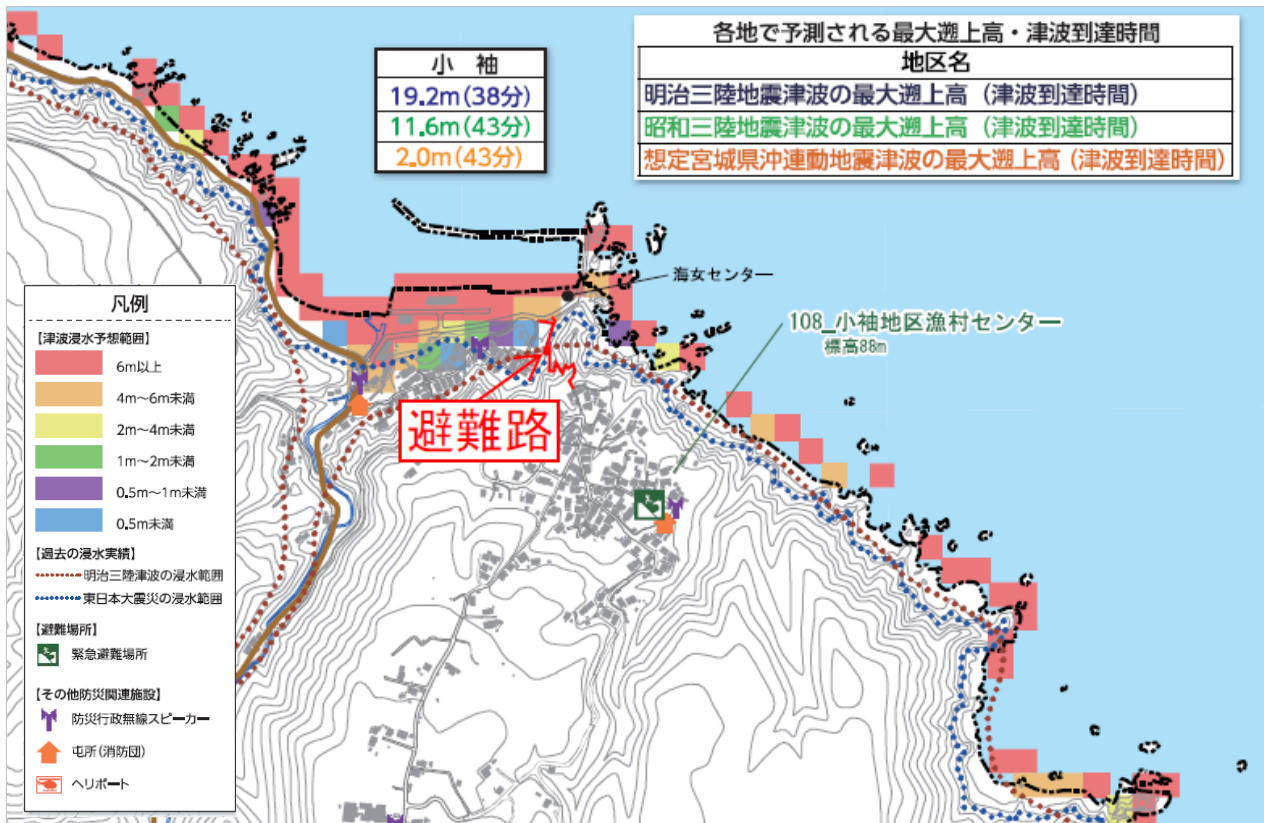 各地で予測される最大遡上高・津波到達時間
地区名
明治三陸地震津波の最大遡上高（津波到達時間）
昭和三陸地震津波の最大遡上高（津波到達時間）
想定宮城県沖連動地震津波の最大遡上高（津波到達時間）
小 袖
19.2m（38分）
11.6m（43分）
2.0m（43分）
海女センター
108_小袖地区漁村センター
標高88m
避難路
凡例
【津波浸水予想範囲】
6m以上
4m〜6m未満
2m〜4m未満
1m〜2m未満
0.5m〜1m未満
0.5m未満
【過去の浸水実績】
明治三陸津波の浸水範囲
東日本大震災の浸水範囲
【避難場所】
緊急避難場所
【その他防災関連施設】
防災行政無線スピーカー
屯所（消防団）
ヘリポート